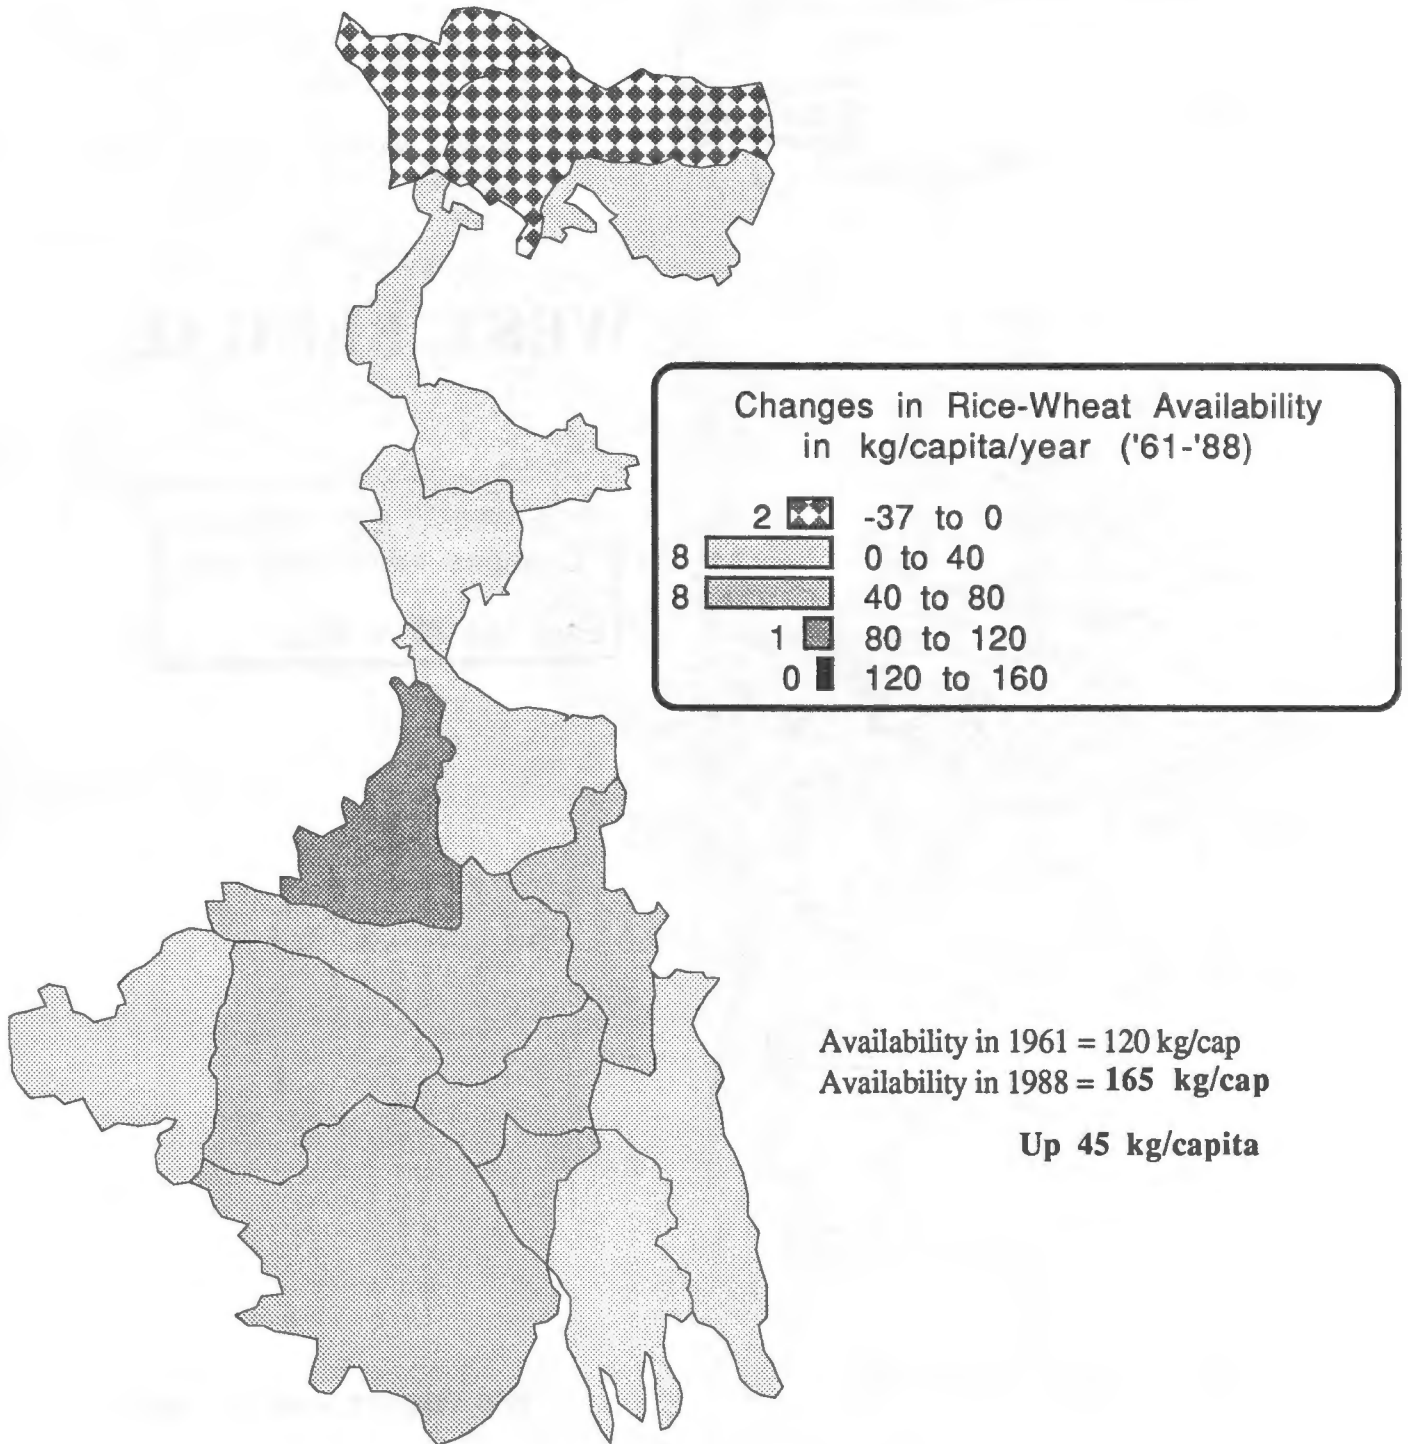 Changes in Rice-Wheat Availability
in kg/capita/year ('61-'88)
2 -37 to 0
8 0 to 40
8 40 to 80
1 80 to 120
0 120 to 160
Availability in 1961 = 120 kg/cap
Availability in 1988 = 165 kg/cap
Up 45 kg/capita